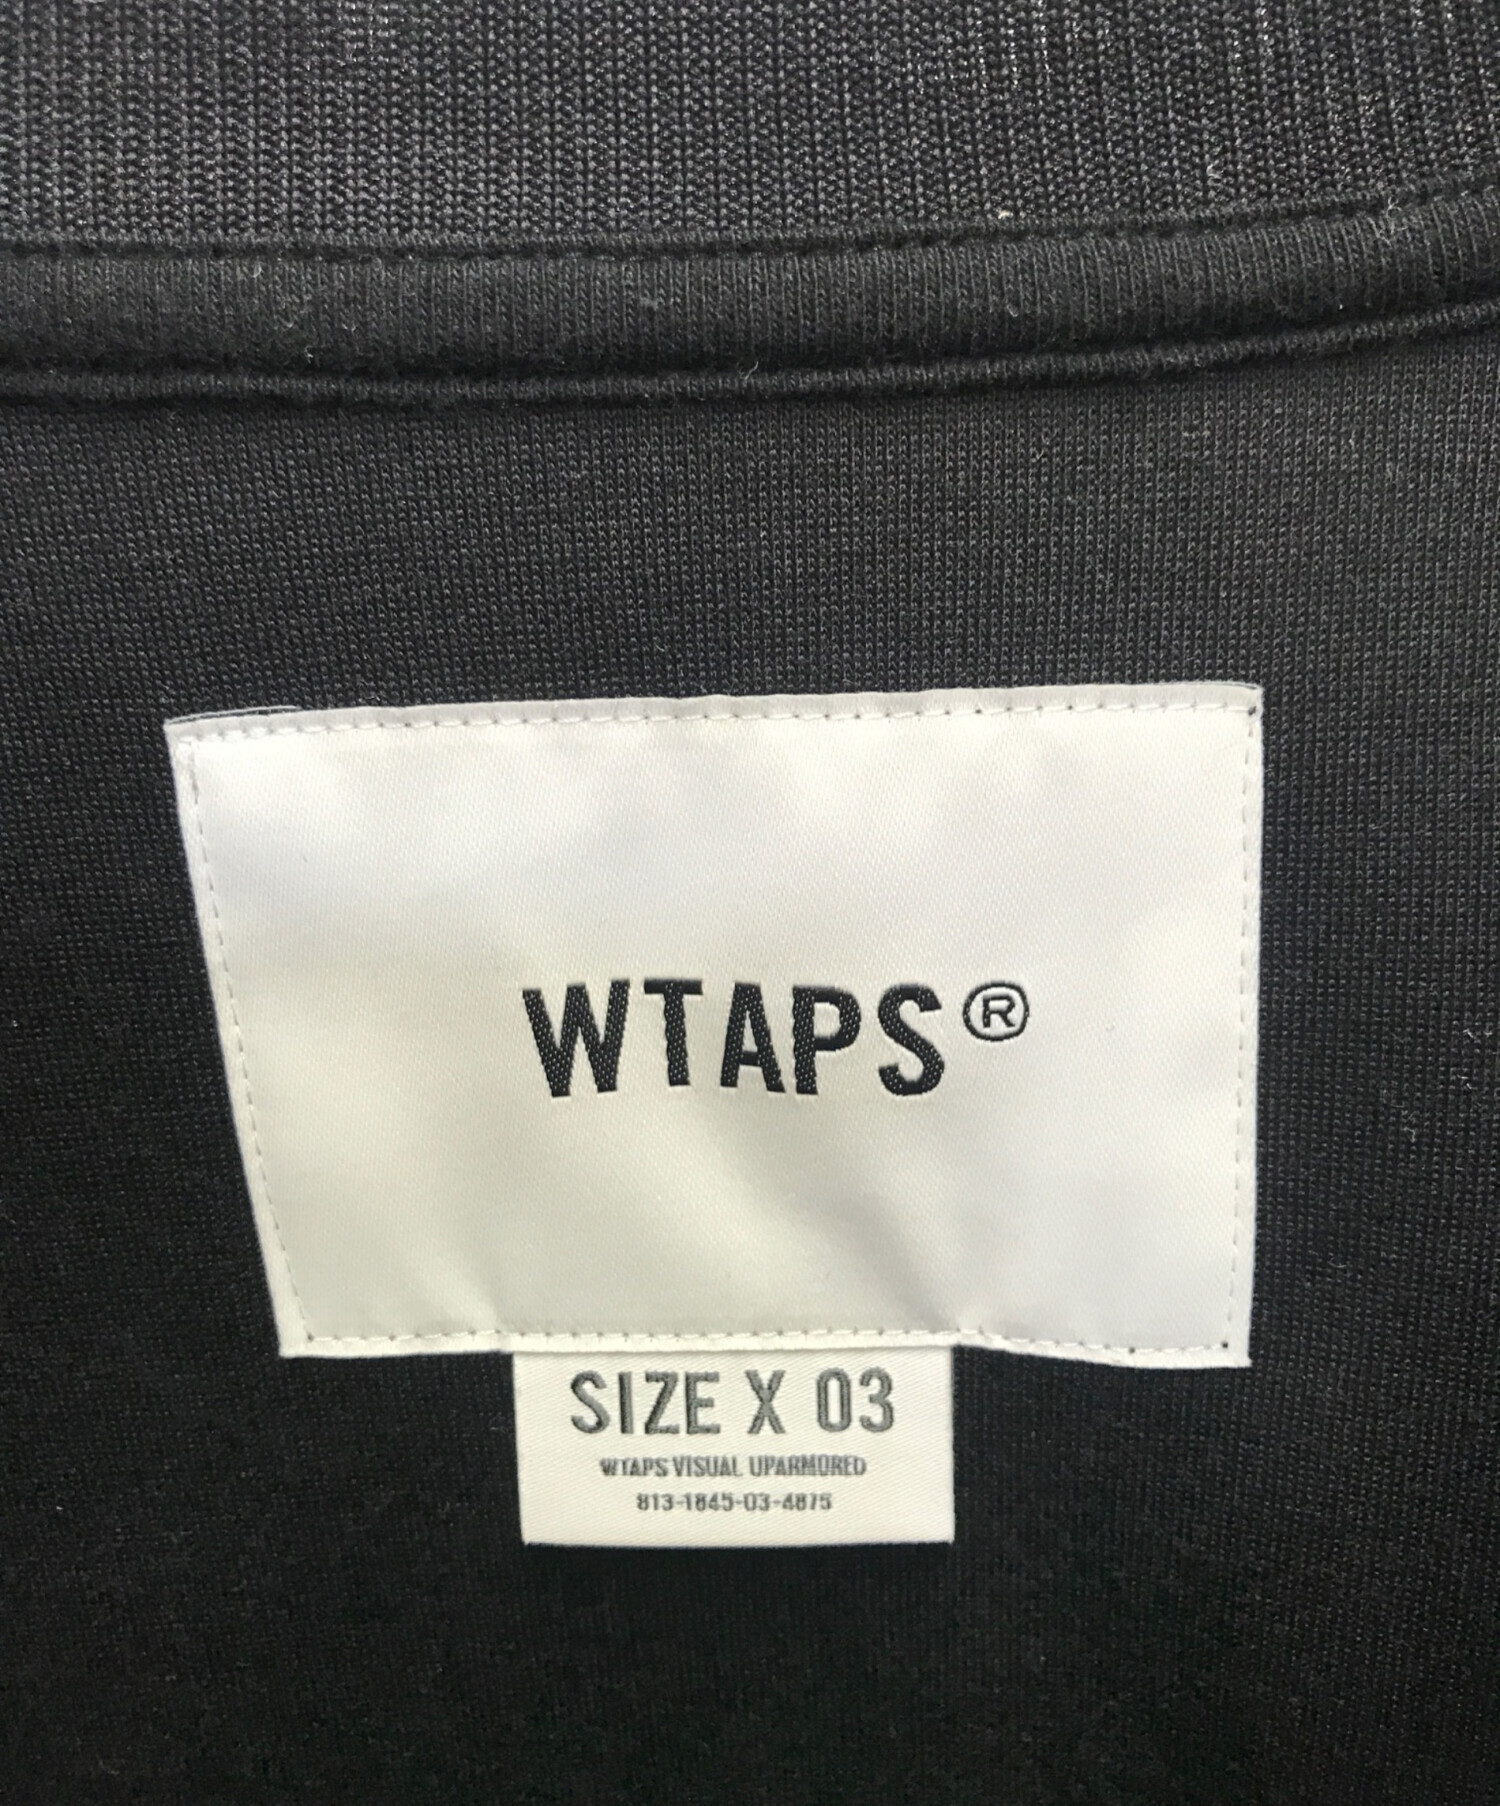 WTAPS®
SIZE X 03
WTAPS VISUAL UPARMORED
813-1845-03-4875